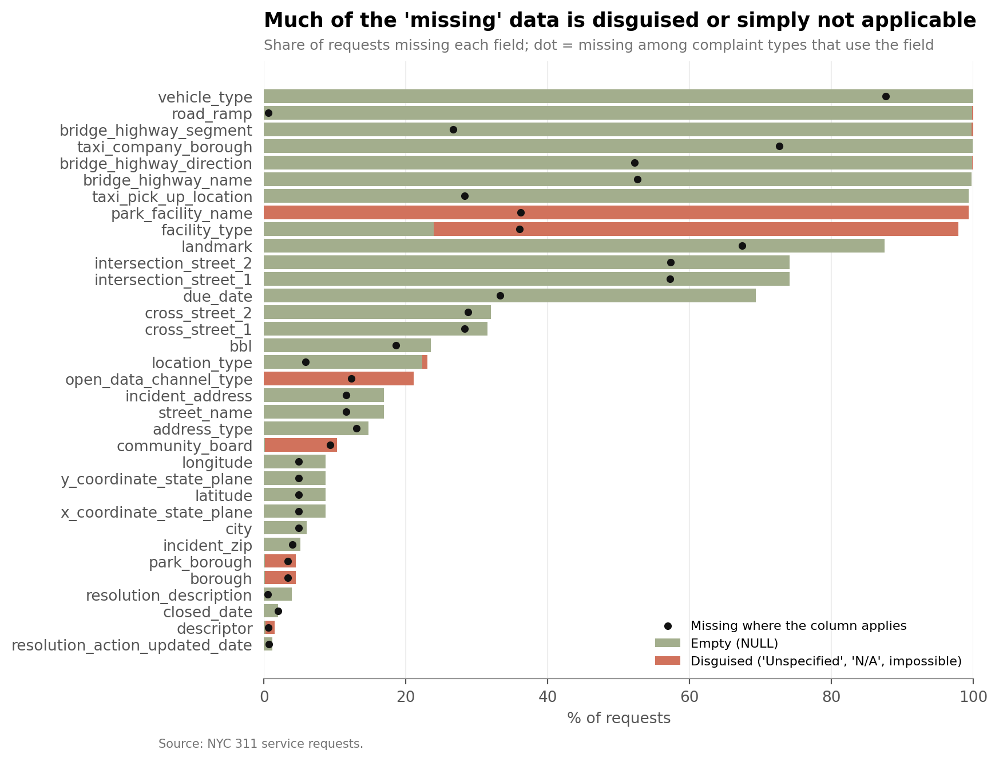 Much of the 'missing' data is disguised or simply not applicable
Share of requests missing each field; dot = missing among complaint types that use the field
vehicle_type
road_ramp
bridge_highway_segment
taxi_company_borough
bridge_highway_direction
bridge_highway_name
taxi_pick_up_location
park_facility_name
facility_type
landmark
intersection_street_2
intersection_street_1
due_date
cross_street_2
cross_street_1
bbl
location_type
open_data_channel_type
incident_address
street_name
address_type
community_board
longitude
y_coordinate_state_plane
latitude
x_coordinate_state_plane
city
incident_zip
park_borough
borough
resolution_description
closed_date
descriptor
resolution_action_updated_date
Missing where the column applies
Empty (NULL)
Disguised ('Unspecified', 'N/A', impossible)
0 20 40 60 80 100
% of requests
Source: NYC 311 service requests.